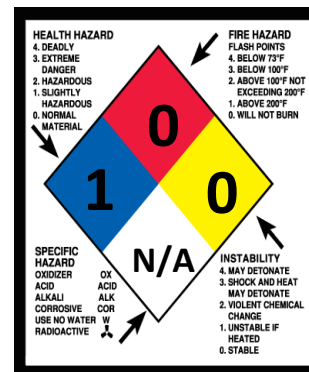 HEALTH HAZARD
4. DEADLY
3. EXTREME
DANGER
2. HAZARDOUS
1. SLIGHTLY
HAZARDOUS
0. NORMAL
MATERIAL
FIRE HAZARD
FLASH POINTS
4. BELOW 73°F
3. BELOW 100°F
2. ABOVE 100°F NOT
EXCEEDING 200°F
1. ABOVE 200°F
0. WILL NOT BURN
0
1
0
N/A
SPECIFIC
HAZARD
OXIDIZER OX
ACID ACID
ALKALI ALK
CORROSIVE COR
USE NO WATER W
RADIOACTIVE
INSTABILITY
4. MAY DETONATE
3. SHOCK AND HEAT
MAY DETONATE
2. VIOLENT CHEMICAL
CHANGE
1. UNSTABLE IF
HEATED
0. STABLE